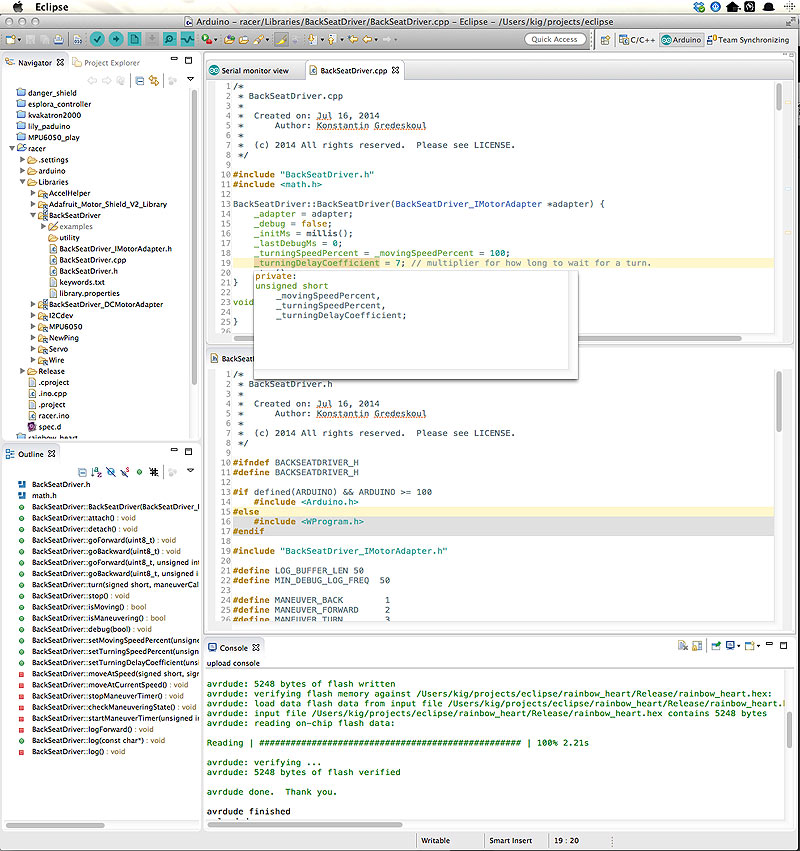 Eclipse
Arduino - racer/Libraries/BackSeatDriver/BackSeatDriver.cpp - Eclipse - /Users/kig/projects/eclipse
Quick Access
C/C++
Arduino
Team Synchronizing
Navigator
Project Explorer
danger_shield
esplora_controller
kvakatron2000
lily_paduino
MPU6050_play
racer
.settings
arduino
Libraries
AccelHelper
Adafruit_Motor_Shield_V2_Library
BackSeatDriver
examples
utility
BackSeatDriver_IMotorAdapter.h
BackSeatDriver.cpp
BackSeatDriver.h
keywords.txt
library.properties
BackSeatDriver_DCMotorAdapter
I2Cdev
MPU6050
NewPing
Servo
Wire
Release
.cproject
.ino.cpp
.project
racer.ino
spec.d
rainbow_heart
Outline
BackSeatDriver.h
math.h
BackSeatDriver::BackSeatDriver(BackSeatDriver_I
BackSeatDriver::attach() : void
BackSeatDriver::detach() : void
BackSeatDriver::goForward(uint8_t) : void
BackSeatDriver::goBackward(uint8_t) : void
BackSeatDriver::goForward(uint8_t, unsigned int
BackSeatDriver::goBackward(uint8_t, unsigned i
BackSeatDriver::turn(signed short, maneuverCal
BackSeatDriver::stop() : void
BackSeatDriver::isMoving() : bool
BackSeatDriver::isManeuvering() : bool
BackSeatDriver::debug(bool) : void
BackSeatDriver::setMovingSpeedPercent(unsigne
BackSeatDriver::setTurningSpeedPercent(unsign
BackSeatDriver::setTurningDelayCoefficient(uns
BackSeatDriver::moveAtSpeed(signed short, sign
BackSeatDriver::moveAtCurrentSpeed() : void
BackSeatDriver::stopManeuverTimer() : void
BackSeatDriver::checkManeuveringState() : void
BackSeatDriver::startManeuverTimer(unsigned in
BackSeatDriver::logForward() : void
BackSeatDriver::log(const char*) : void
BackSeatDriver::log() : void
Serial monitor view
BackSeatDriver.cpp
1 /*
2 * BackSeatDriver.cpp
3 *
4 * Created on: Jul 16, 2014
5 * Author: Konstantin Gredeskoul
6 *
7 * (c) 2014 All rights reserved. Please see LICENSE.
8 */
9
10 #include "BackSeatDriver.h"
11 #include <math.h>
12
13 BackSeatDriver::BackSeatDriver(BackSeatDriver_IMotorAdapter *adapter) {
14 _adapter = adapter;
15 _debug = false;
16 _initMs = millis();
17 _lastDebugMs = 0;
18 _turningSpeedPercent = _movingSpeedPercent = 100;
19 _turningDelayCoefficient = 7; // multiplier for how long to wait for a turn.
20
21 }
22
23 void
24
25 }
26
private:
unsigned short
_movingSpeedPercent,
_turningSpeedPercent,
_turningDelayCoefficient;
BackSeatD
1 /*
2 * BackSeatDriver.h
3 *
4 * Created on: Jul 16, 2014
5 * Author: Konstantin Gredeskoul
6 *
7 * (c) 2014 All rights reserved. Please see LICENSE.
8 */
9
10 #ifndef BACKSEATDRIVER_H
11 #define BACKSEATDRIVER_H
12
13 #if defined(ARDUINO) && ARDUINO >= 100
14 #include <Arduino.h>
15 #else
16 #include <WProgram.h>
17 #endif
18
19 #include "BackSeatDriver_IMotorAdapter.h"
20
21 #define LOG_BUFFER_LEN 50
22 #define MIN_DEBUG_LOG_FREQ 50
23
24 #define MANEUVER_BACK 1
25 #define MANEUVER_FORWARD 2
26 #define MANEUVER_TURN 3
Console
upload console
avrdude: 5248 bytes of flash written
avrdude: verifying flash memory against /Users/kig/projects/eclipse/rainbow_heart/Release/rainbow_heart.hex:
avrdude: load data flash data from input file /Users/kig/projects/eclipse/rainbow_heart/Release/rainbow_heart.h
avrdude: input file /Users/kig/projects/eclipse/rainbow_heart/Release/rainbow_heart.hex contains 5248 bytes
avrdude: reading on-chip flash data:
Reading | ################################################## | 100% 2.21s
avrdude: verifying ...
avrdude: 5248 bytes of flash verified
avrdude done. Thank you.
avrdude finished
Writable
Smart Insert
19 : 20